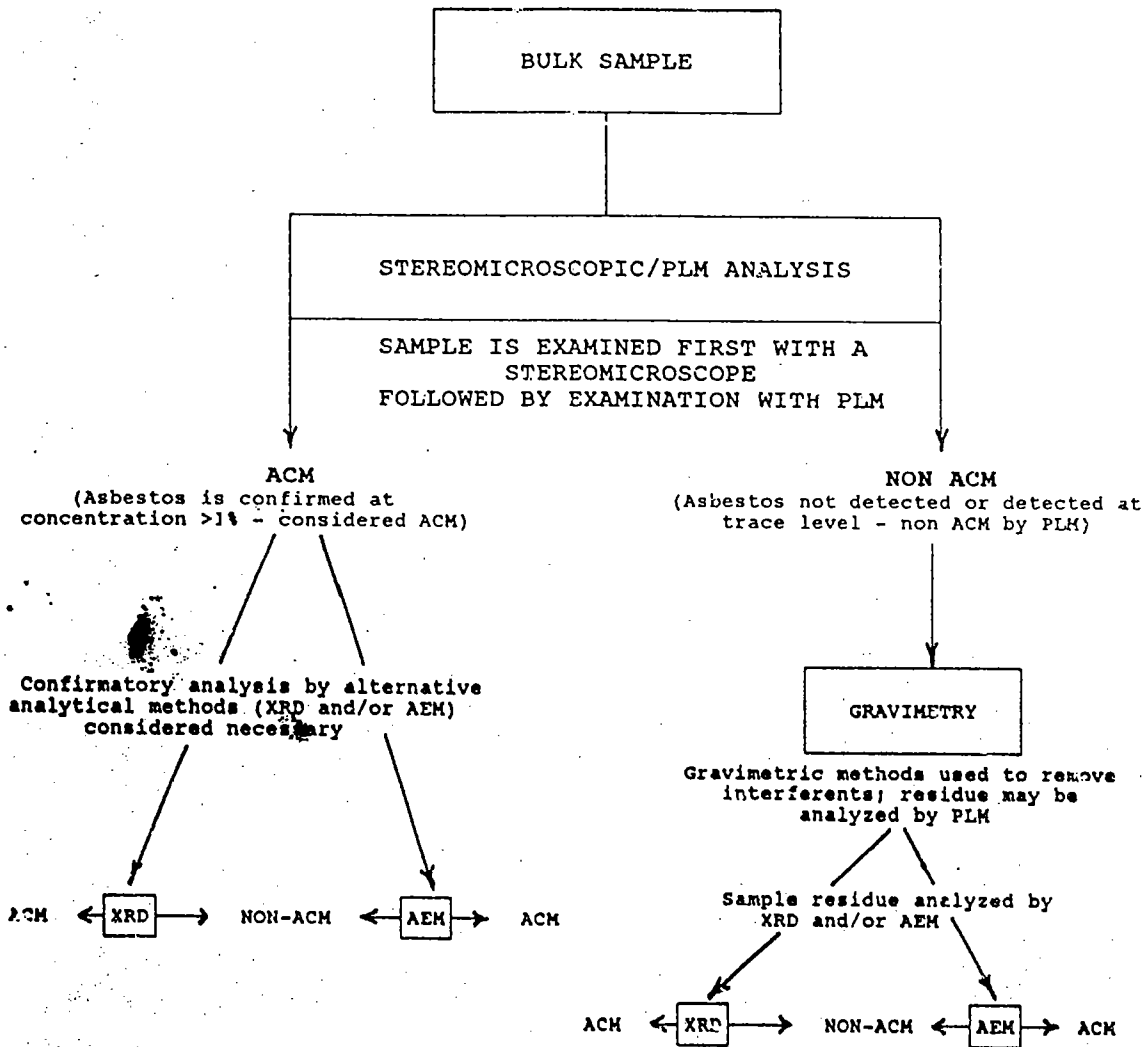 BULK SAMPLE
STEREOMICROSCOPIC/PLM ANALYSIS
SAMPLE IS EXAMINED FIRST WITH A
STEREOMICROSCOPE
FOLLOWED BY EXAMINATION WITH PLM
ACM
(Asbestos is confirmed at
concentration >1% - considered ACM)
NON ACM
(Asbestos not detected or detected at
trace level - non ACM by PLM)
Confirmatory analysis by alternative
analytical methods (XRD and/or AEM)
considered necessary
ACM XRD NON-ACM AEM ACM
GRAVIMETRY
Gravimetric methods used to remove
interferents; residue may be
analyzed by PLM
Sample residue analyzed by
XRD and/or AEM
ACM XRD NON-ACM AEM ACM